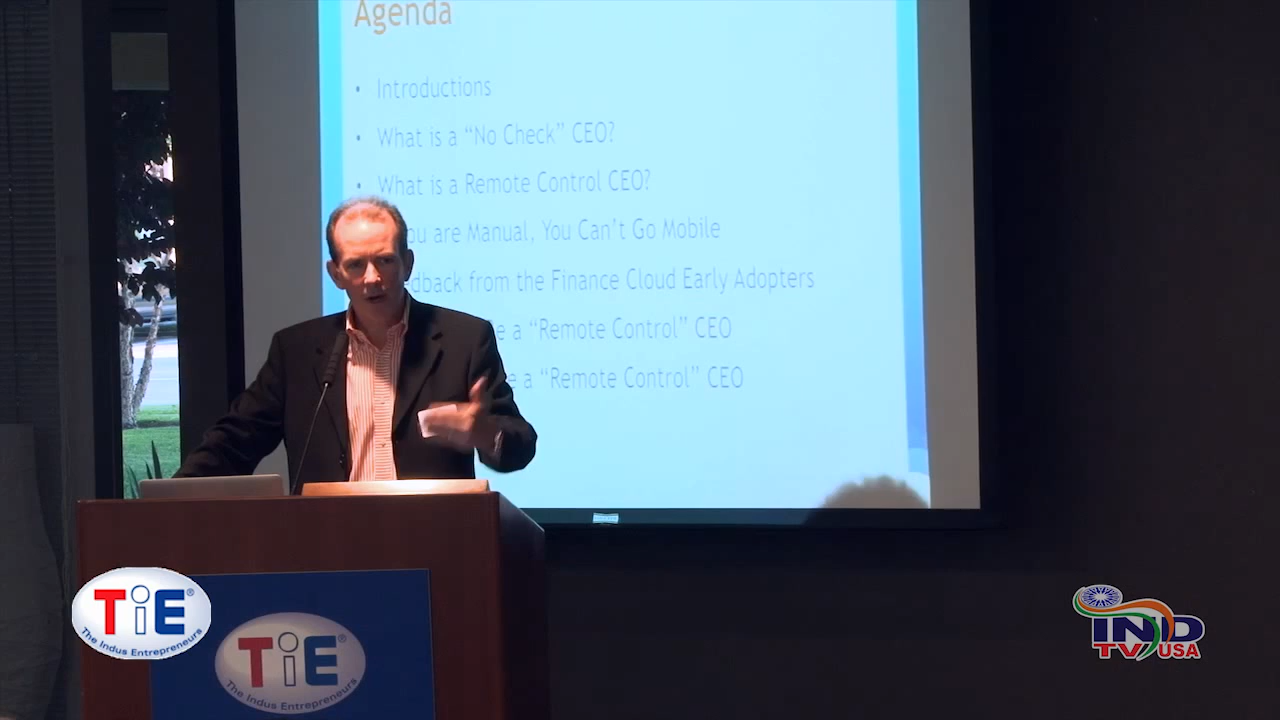 Agenda
• Introductions
• What is a “No Check” CEO?
• What is a Remote Control CEO?
ou are Manual, You Can’t Go Mobile
edback from the Finance Cloud Early Adopters
e a “Remote Control” CEO
e a “Remote Control” CEO
TiE®
The Indus Entrepreneurs
TiE®
The Indus Entrepreneurs
IND
TV USA